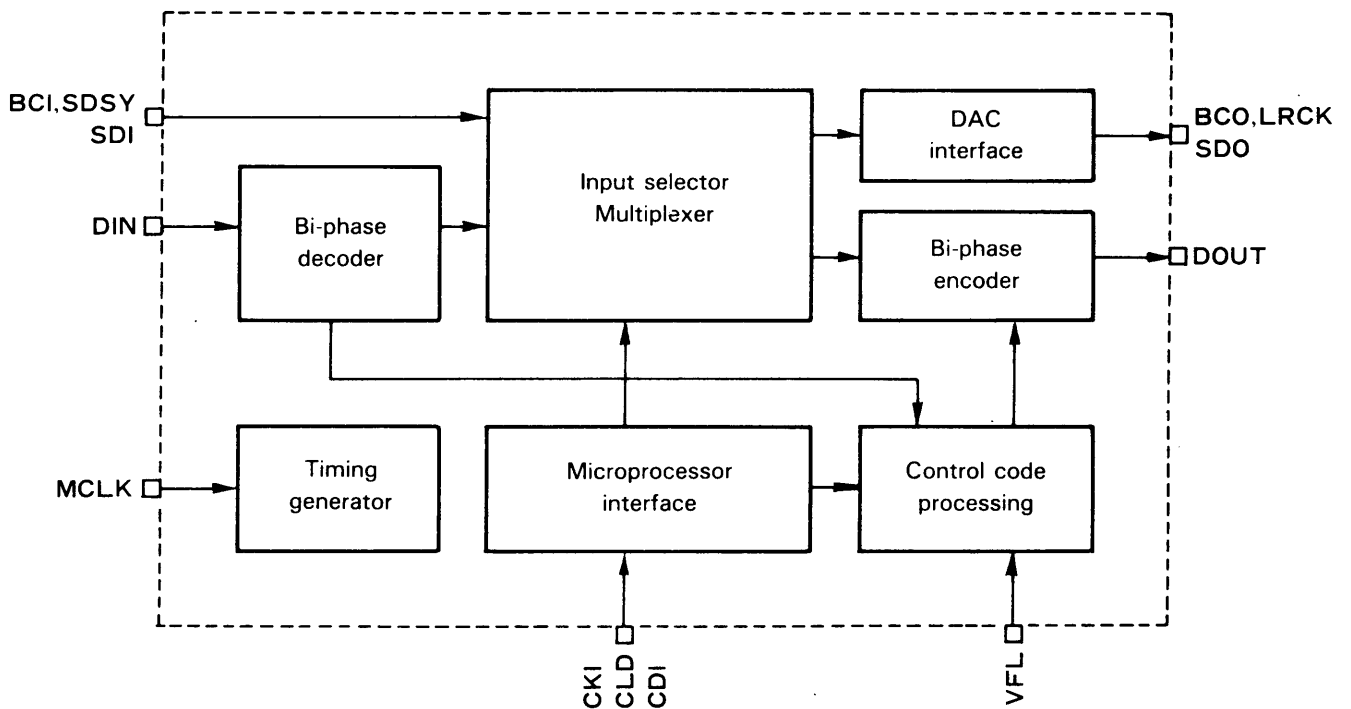 BCI,SDSY
SDI
DAC
interface
BCO,LRCK
SDO
Input selector
Multiplexer
DIN
Bi-phase
decoder
Bi-phase
encoder
DOUT
MCLK
Timing
generator
Microprocessor
interface
Control code
processing
CKI
CLD
CDI
VFL